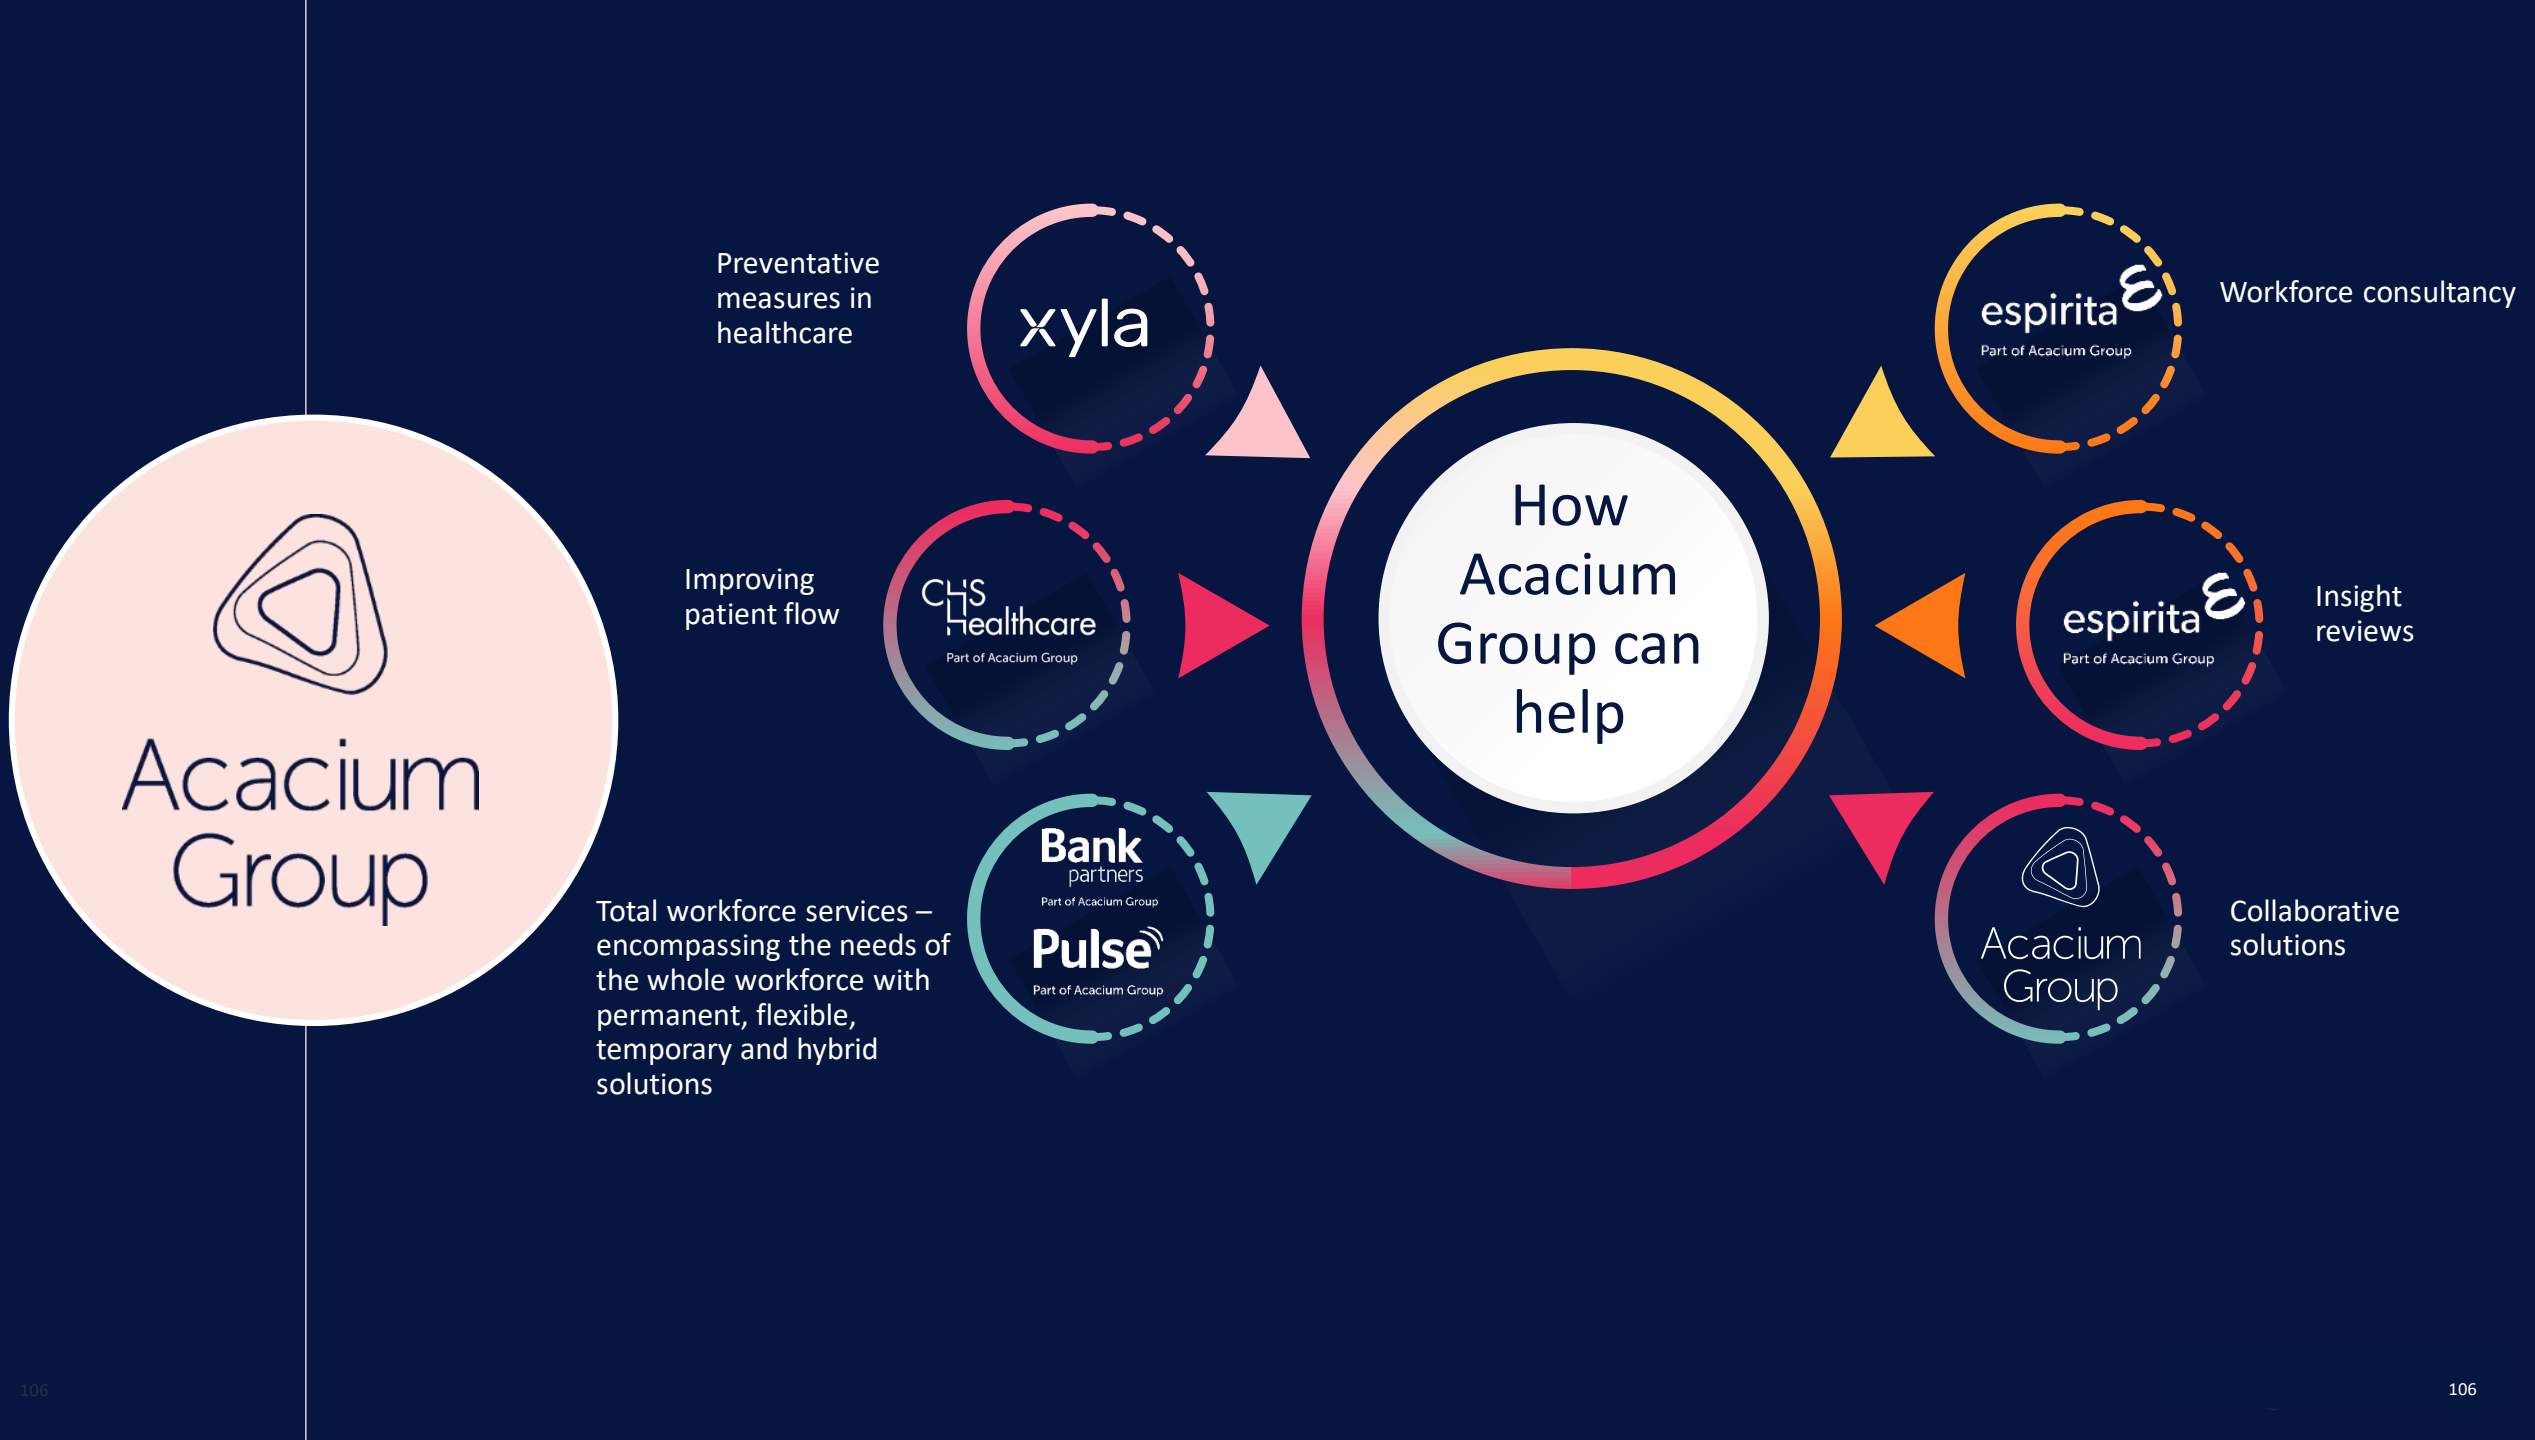 Acacium
Group
Preventative
measures in
healthcare
xyla
Improving
patient flow
CHS
Healthcare
Part of Acacium Group
Total workforce services –
encompassing the needs of
the whole workforce with
permanent, flexible,
temporary and hybrid
solutions
Bank
partners
Part of Acacium Group
Pulse
Part of Acacium Group
How
Acacium
Group can
help
espirita
Part of Acacium Group
Workforce consultancy
espirita
Part of Acacium Group
Insight
reviews
Acacium
Group
Collaborative
solutions
106
106